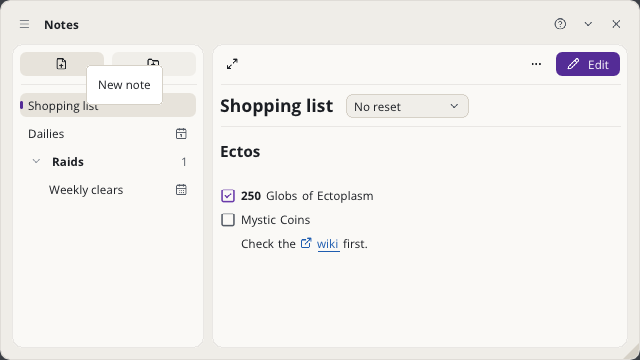 Notes
New note
Shopping list
Dailies
Raids 1
Weekly clears
Edit
Shopping list No reset
Ectos
250 Globs of Ectoplasm
Mystic Coins
Check the wiki first.